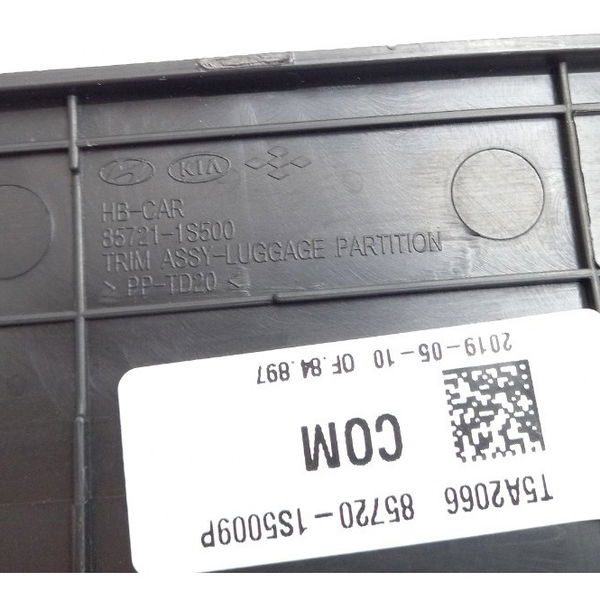 KIA
HB-CAR
85721-1S500
TRIM ASSY-LUGGAGE PARTITION
> PP-TD20 <
T5A2066 85720-1S5009P
COM
2019-05-10 OF.84.897